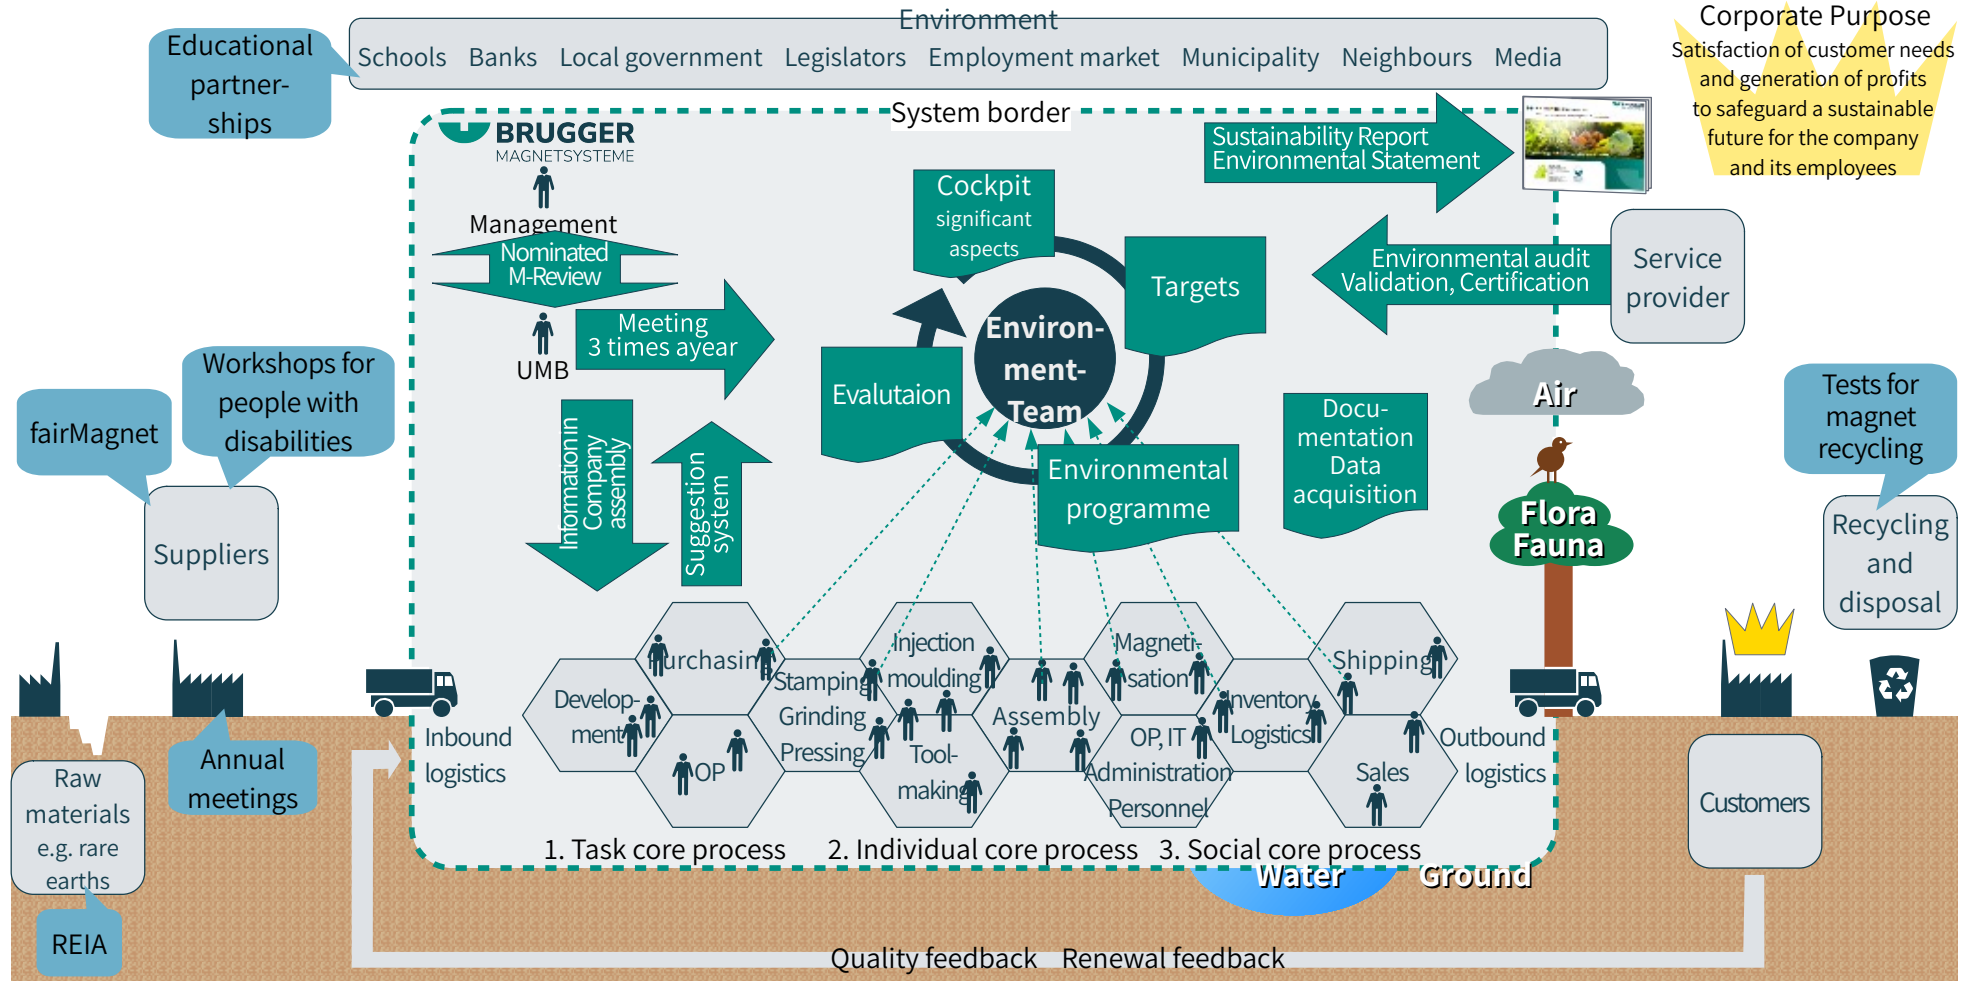 Environment
Schools Banks Local government Legislators Employment market Municipality Neighbours Media
Educational
partner-
ships
Corporate Purpose
Satisfaction of customer needs
and generation of profits
to safeguard a sustainable
future for the company
and its employees
System border
BRUGGER
MAGNETSYSTEME
Management
Nominated
M-Review
UMB
Meeting
3 times ayear
Cockpit
significant
aspects
Targets
Environ-
ment-
Team
Evalutaion
Environmental
programme
Docu-
mentation
Data
acquisition
Sustainability Report
Environmental Statement
Environmental audit
Validation, Certification
Service
provider
Information in
Company
assembly
Suggestion
system
Workshops for
people with
disabilities
fairMagnet
Suppliers
Air
Flora
Fauna
Tests for
magnet
recycling
Recycling
and
disposal
Purchasing
Develop-
ment
OP
Stamping
Grinding
Pressing
Injection
moulding
Tool-
making
Assembly
Magneti-
sation
OP, IT
Administration
Personnel
Inventory
Logistics
Shipping
Sales
Inbound
logistics
Outbound
logistics
Annual
meetings
Raw
materials
e.g. rare
earths
REIA
Customers
1. Task core process 2. Individual core process 3. Social core process
Water
Ground
Quality feedback Renewal feedback